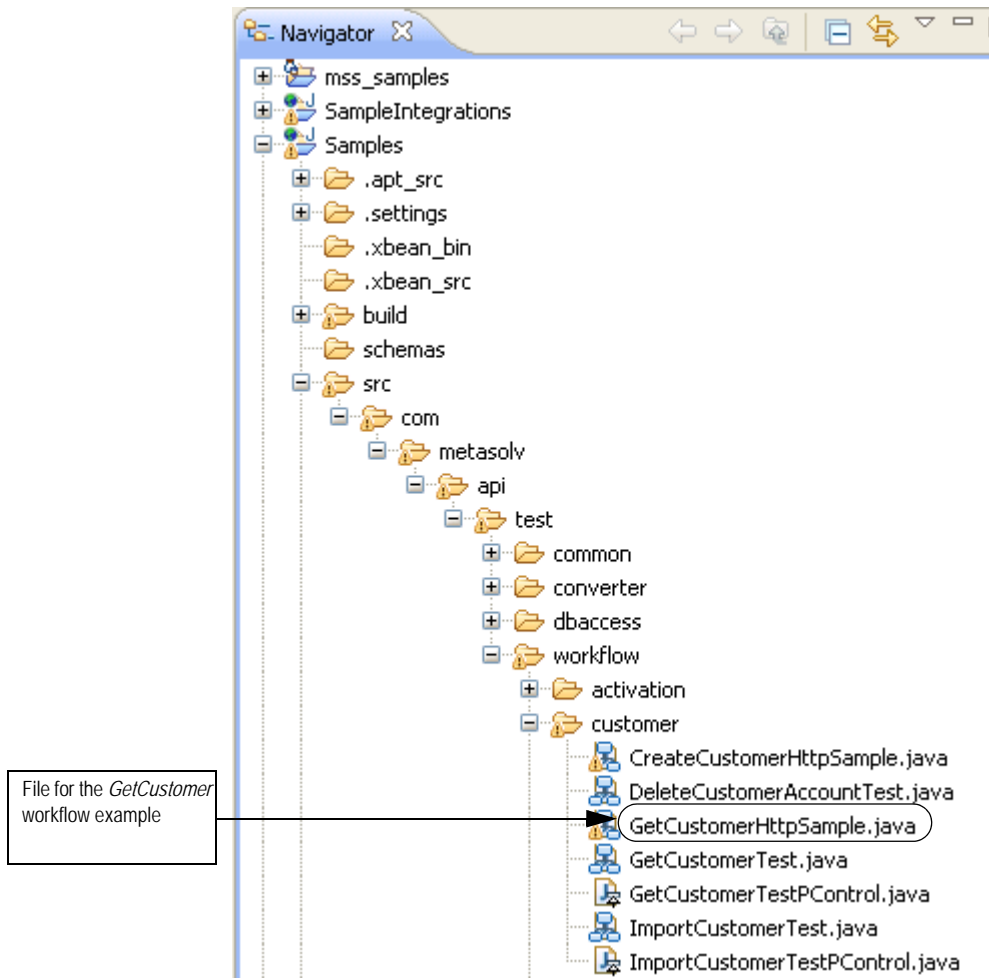 Navigator
mss_samples
SampleIntegrations
Samples
.apt_src
.settings
.xbean_bin
.xbean_src
build
schemas
src
com
metasolv
api
test
common
converter
dbaccess
workflow
activation
customer
CreateCustomerHttpSample.java
DeleteCustomerAccountTest.java
File for the GetCustomer
workflow example
GetCustomerHttpSample.java
GetCustomerTest.java
GetCustomerTestPControl.java
ImportCustomerTest.java
ImportCustomerTestPControl.java